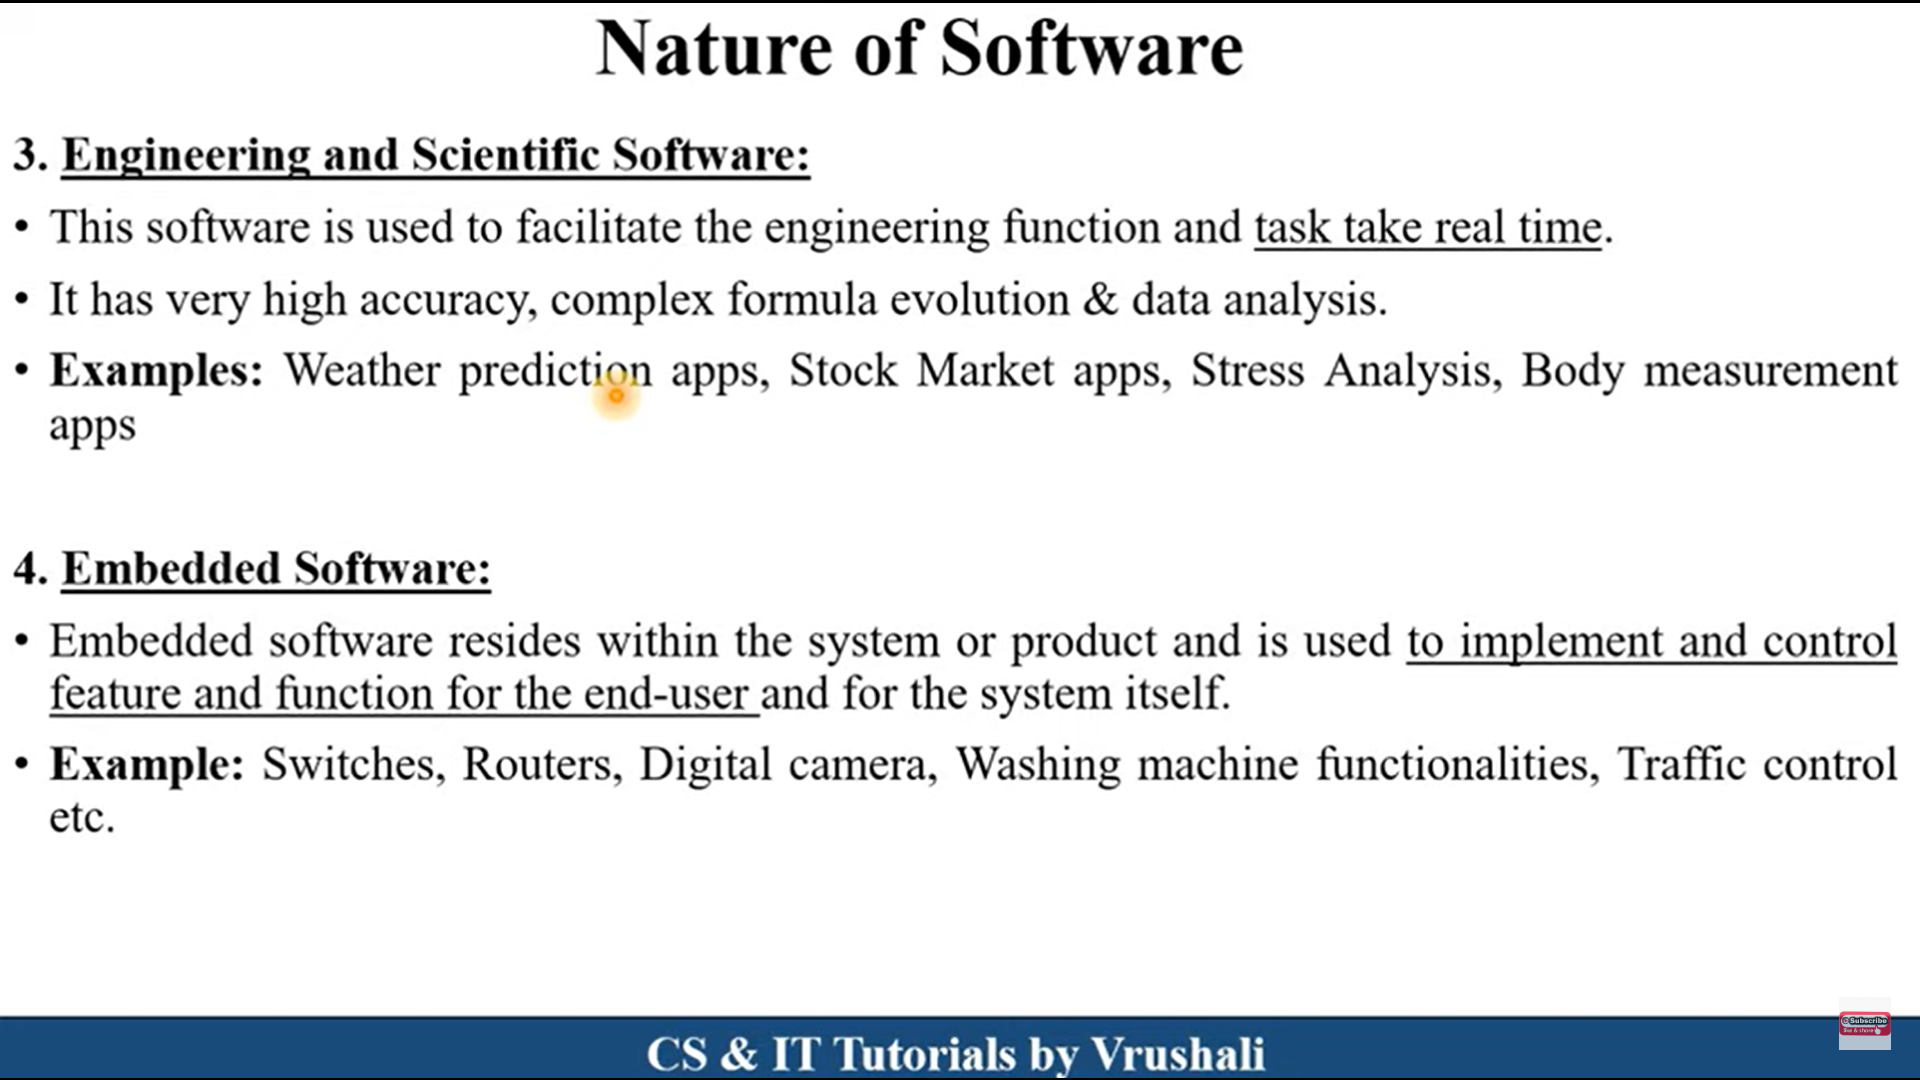 Nature of Software
3. Engineering and Scientific Software:
• This software is used to facilitate the engineering function and task take real time.
• It has very high accuracy, complex formula evolution & data analysis.
• Examples: Weather prediction apps, Stock Market apps, Stress Analysis, Body measurement
apps
4. Embedded Software:
• Embedded software resides within the system or product and is used to implement and control
feature and function for the end-user and for the system itself.
• Example: Switches, Routers, Digital camera, Washing machine functionalities, Traffic control
etc.
Subscribe
like & share
CS & IT Tutorials by Vrushali